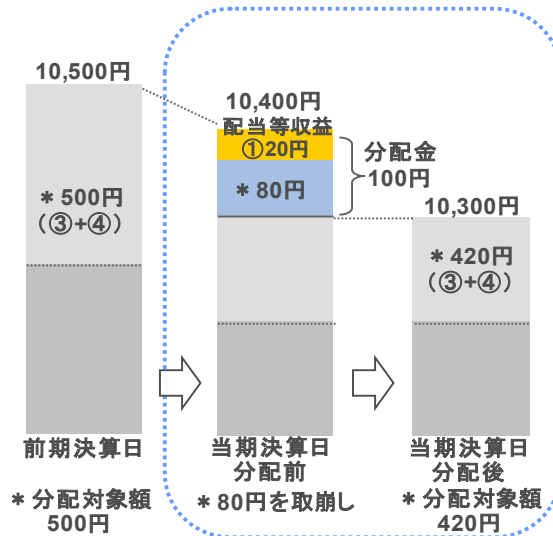 10,500円
＊500円
（③+④）
前期決算日
＊分配対象額
500円
10,400円
配当等収益
①20円
＊80円
分配金
100円
当期決算日
分配前
＊80円を取崩し
10,300円
＊420円
（③+④）
当期決算日
分配後
＊分配対象額
420円